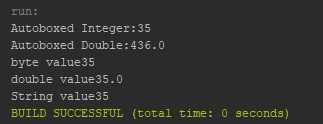 run:
Autoboxed Integer:35
Autoboxed Double:436.0
byte value35
double value35.0
String value35
BUILD SUCCESSFUL (total time: 0 seconds)